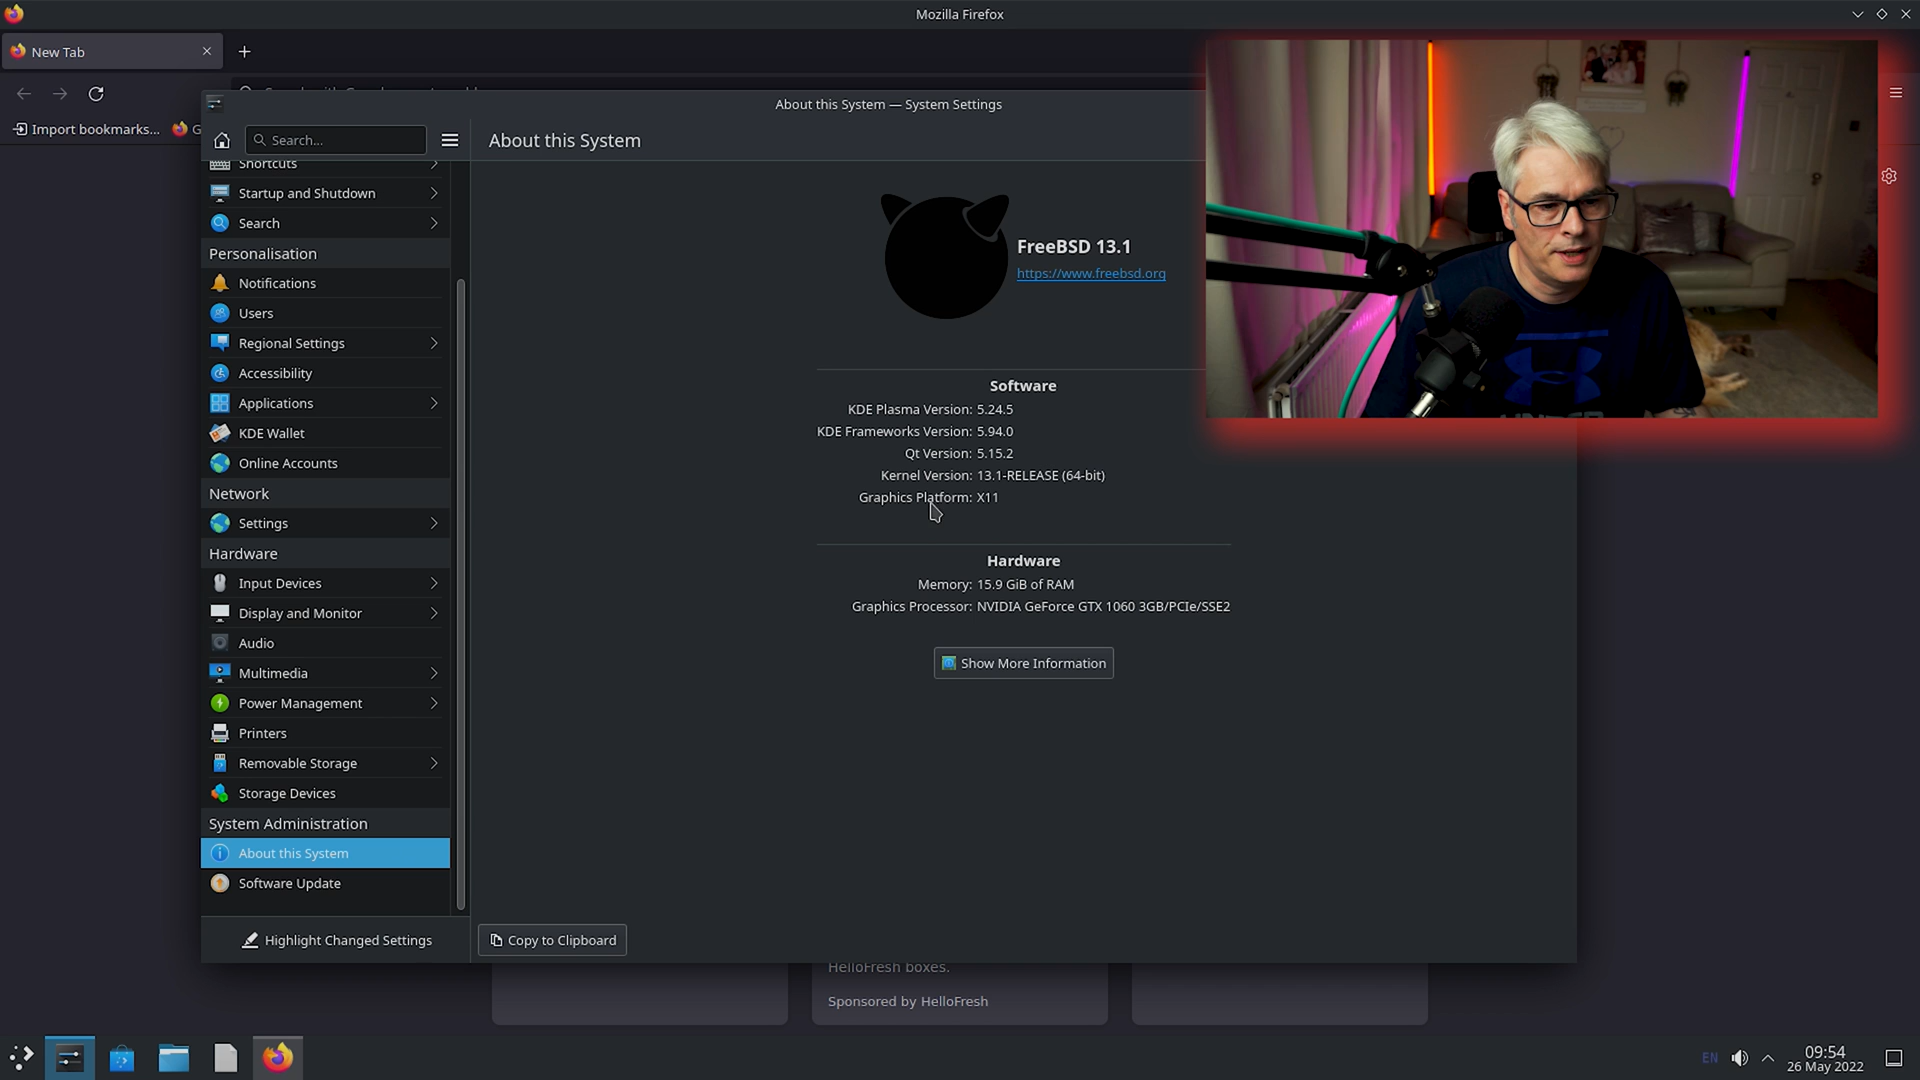 Mozilla Firefox
New Tab
Import bookmarks...
G
About this System — System Settings
Search...
About this System
Shortcuts
Startup and Shutdown
Search
Personalisation
Notifications
Users
Regional Settings
Accessibility
Applications
KDE Wallet
Online Accounts
Network
Settings
Hardware
Input Devices
Display and Monitor
Audio
Multimedia
Power Management
Printers
Removable Storage
Storage Devices
System Administration
About this System
Software Update
Highlight Changed Settings
FreeBSD 13.1
https://www.freebsd.org
Software
KDE Plasma Version: 5.24.5
KDE Frameworks Version: 5.94.0
Qt Version: 5.15.2
Kernel Version: 13.1-RELEASE (64-bit)
Graphics Platform: X11
Hardware
Memory: 15.9 GiB of RAM
Graphics Processor: NVIDIA GeForce GTX 1060 3GB/PCIe/SSE2
Show More Information
Copy to Clipboard
HelloFresh boxes.
Sponsored by HelloFresh
EN
09:54
26 May 2022